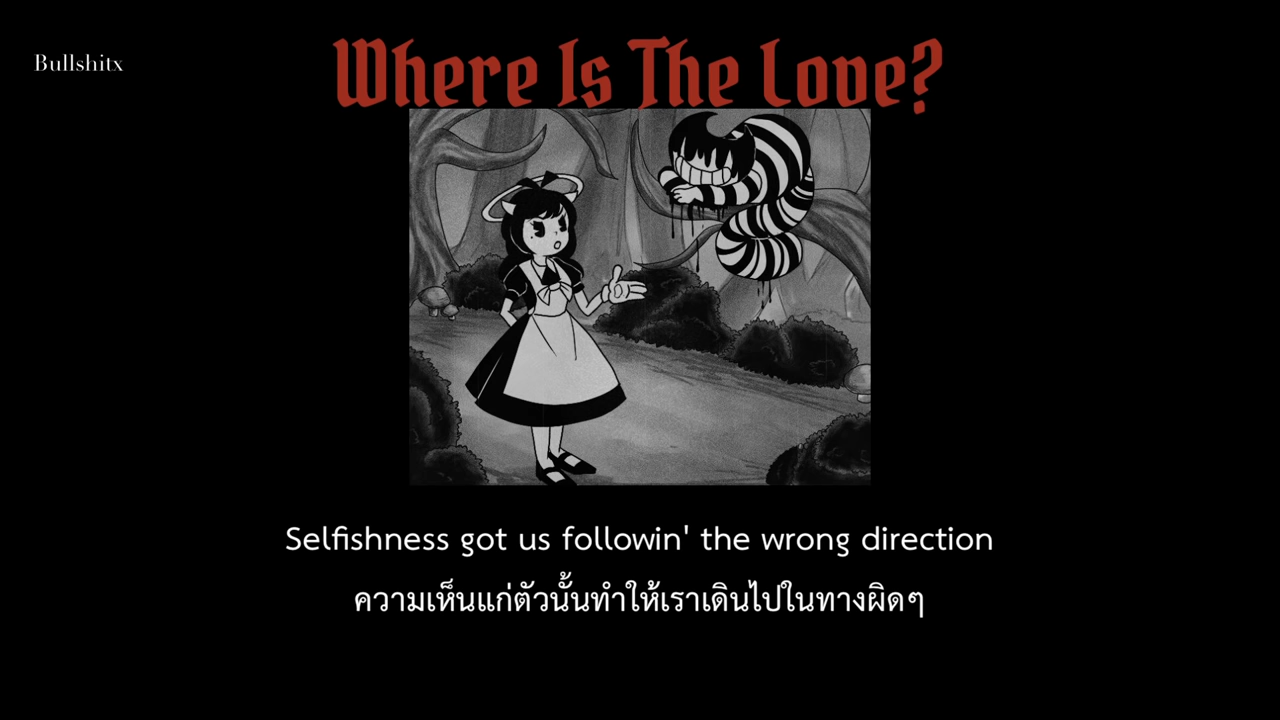 Bullshitx
Where Is The Love?
Selfishness got us followin' the wrong direction
ความเห็นแก่ตัวนั้นทำให้เราเดินไปในทางผิดๆ